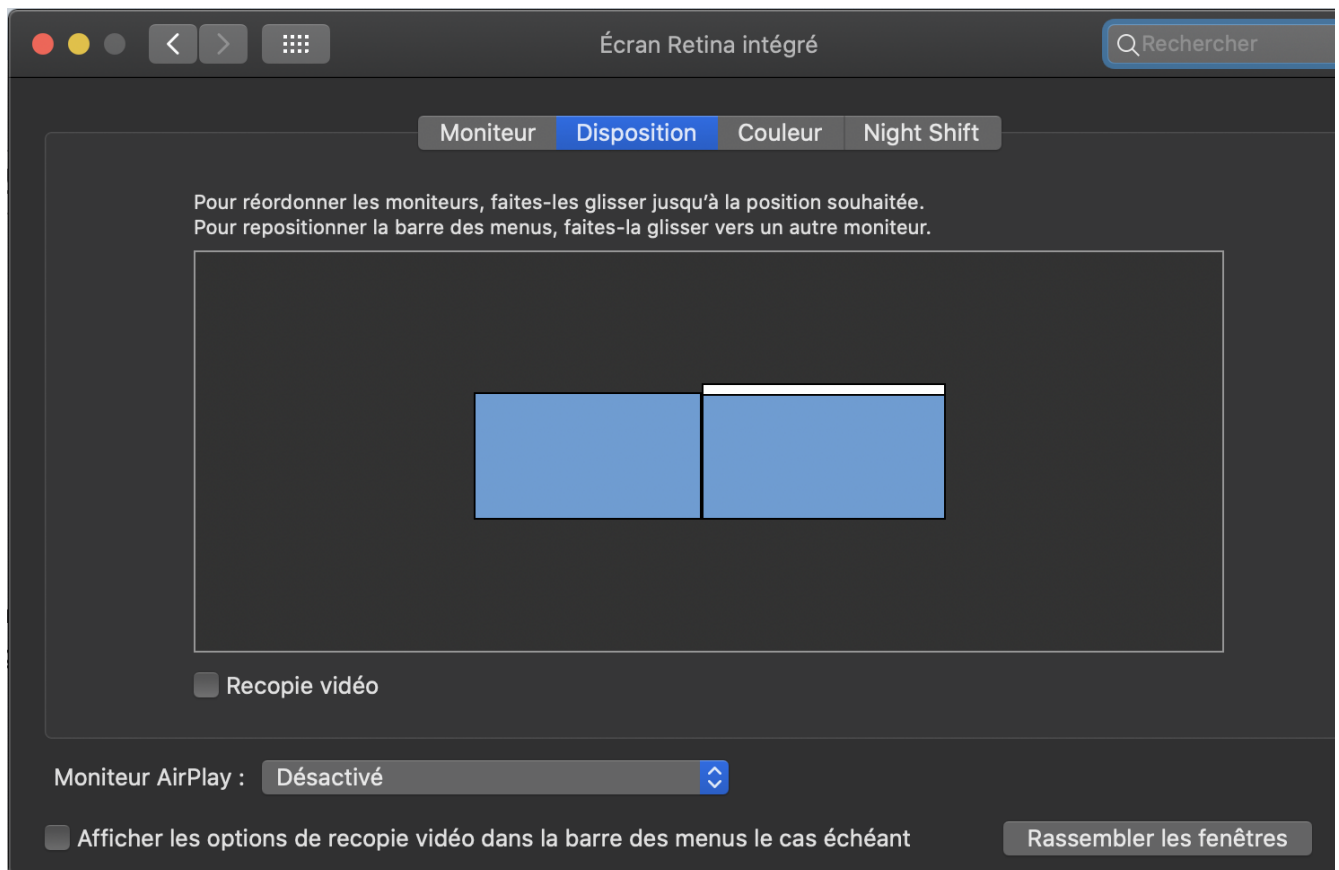 Écran Retina intégré
Rechercher
Moniteur Disposition Couleur Night Shift
Pour réordonner les moniteurs, faites-les glisser jusqu’à la position souhaitée.
Pour repositionner la barre des menus, faites-la glisser vers un autre moniteur.
Recopie vidéo
Moniteur AirPlay : Désactivé
Afficher les options de recopie vidéo dans la barre des menus le cas échéant
Rassembler les fenêtres